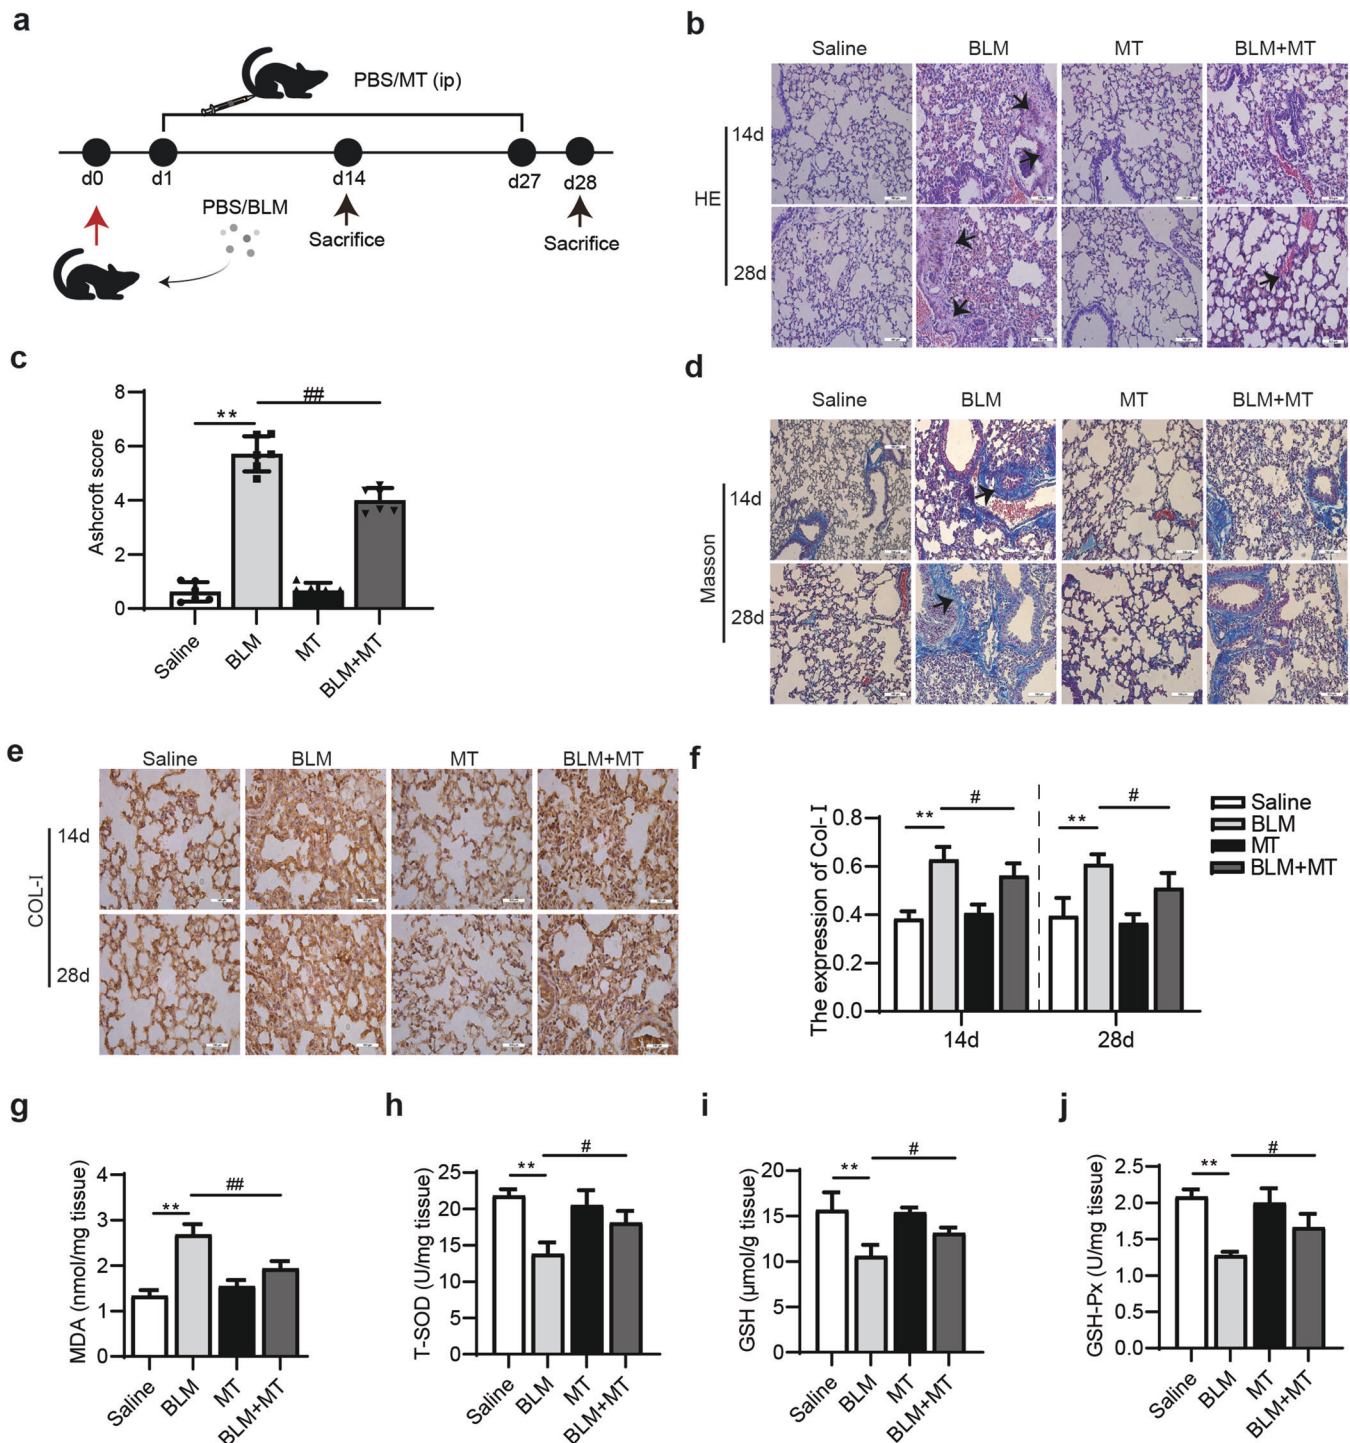 a
PBS/MT (ip)
d0
d1
d14
d27
d28
PBS/BLM
Sacrifice
Sacrifice
b
Saline
BLM
MT
BLM+MT
HE
14d
28d
c
Ashcroft score
8
6
4
2
0
**
##
Saline
BLM
MT
BLM+MT
d
Saline
BLM
MT
BLM+MT
Masson
14d
28d
e
Saline
BLM
MT
BLM+MT
COL-I
14d
28d
f
The expression of Col-I
0.8
0.6
0.4
0.2
0.0
**
#
**
#
14d
28d
Saline
BLM
MT
BLM+MT
g
MDA (nmol/mg tissue)
4
3
2
1
0
**
##
Saline
BLM
MT
BLM+MT
h
T-SOD (U/mg tissue)
25
20
15
10
5
0
**
#
Saline
BLM
MT
BLM+MT
i
GSH (μmol/g tissue)
20
15
10
5
0
**
#
Saline
BLM
MT
BLM+MT
j
GSH-Px (U/mg tissue)
2.5
2.0
1.5
1.0
0.5
0.0
**
#
Saline
BLM
MT
BLM+MT